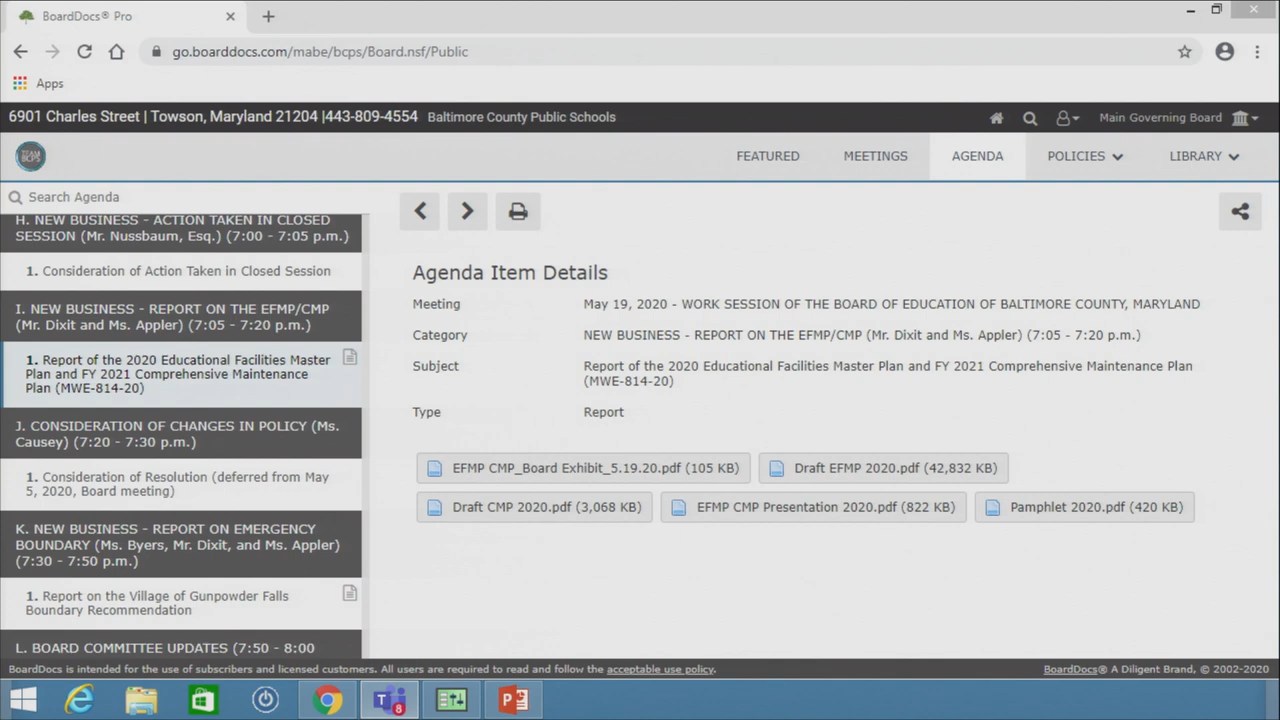 BoardDocs® Pro
go.boarddocs.com/mabe/bcps/Board.nsf/Public
Apps
6901 Charles Street | Towson, Maryland 21204 |443-809-4554 Baltimore County Public Schools
Main Governing Board
TEAM
BCPS
FEATURED MEETINGS AGENDA POLICIES LIBRARY
Search Agenda
H. NEW BUSINESS - ACTION TAKEN IN CLOSED
SESSION (Mr. Nussbaum, Esq.) (7:00 - 7:05 p.m.)
1. Consideration of Action Taken in Closed Session
I. NEW BUSINESS - REPORT ON THE EFMP/CMP
(Mr. Dixit and Ms. Appler) (7:05 - 7:20 p.m.)
1. Report of the 2020 Educational Facilities Master
Plan and FY 2021 Comprehensive Maintenance
Plan (MWE-814-20)
J. CONSIDERATION OF CHANGES IN POLICY (Ms.
Causey) (7:20 - 7:30 p.m.)
1. Consideration of Resolution (deferred from May
5, 2020, Board meeting)
K. NEW BUSINESS - REPORT ON EMERGENCY
BOUNDARY (Ms. Byers, Mr. Dixit, and Ms. Appler)
(7:30 - 7:50 p.m.)
1. Report on the Village of Gunpowder Falls
Boundary Recommendation
L. BOARD COMMITTEE UPDATES (7:50 - 8:00
Agenda Item Details
Meeting May 19, 2020 - WORK SESSION OF THE BOARD OF EDUCATION OF BALTIMORE COUNTY, MARYLAND
Category NEW BUSINESS - REPORT ON THE EFMP/CMP (Mr. Dixit and Ms. Appler) (7:05 - 7:20 p.m.)
Subject Report of the 2020 Educational Facilities Master Plan and FY 2021 Comprehensive Maintenance Plan
(MWE-814-20)
Type Report
EFMP CMP_Board Exhibit_5.19.20.pdf (105 KB) Draft EFMP 2020.pdf (42,832 KB)
Draft CMP 2020.pdf (3,068 KB) EFMP CMP Presentation 2020.pdf (822 KB) Pamphlet 2020.pdf (420 KB)
BoardDocs is intended for the use of subscribers and licensed customers. All users are required to read and follow the acceptable use policy. BoardDocs® A Diligent Brand, © 2002-2020
8